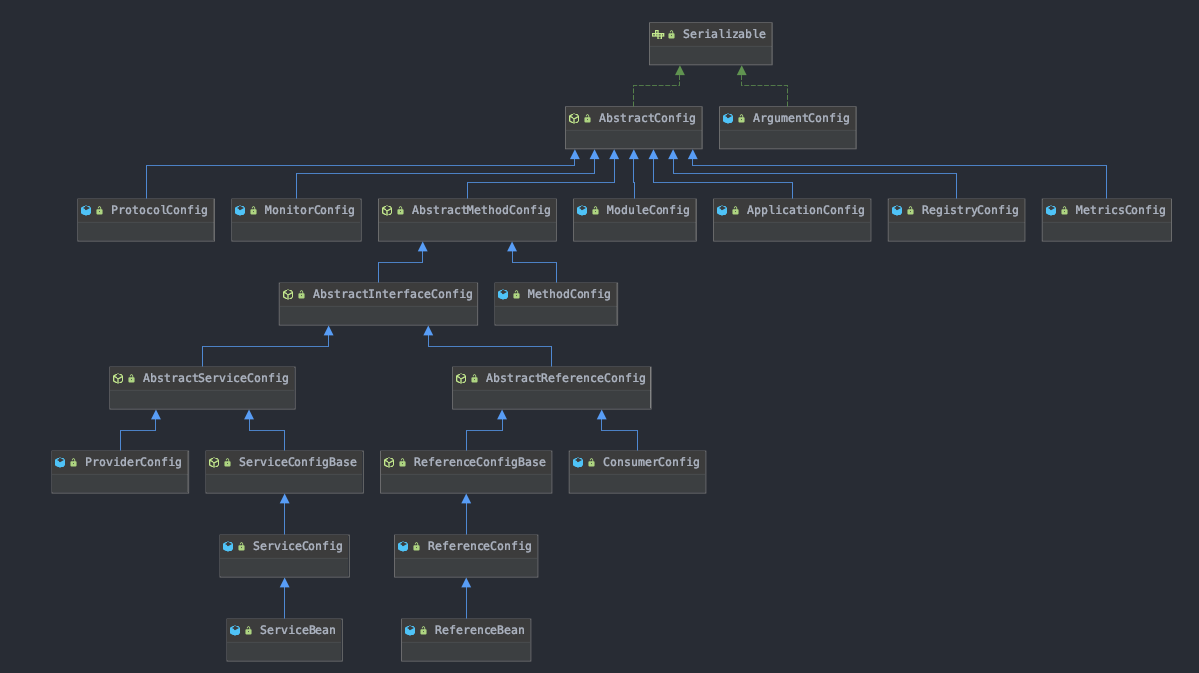 Serializable
AbstractConfig
ArgumentConfig
ProtocolConfig
MonitorConfig
AbstractMethodConfig
ModuleConfig
ApplicationConfig
RegistryConfig
MetricsConfig
AbstractInterfaceConfig
MethodConfig
AbstractServiceConfig
AbstractReferenceConfig
ProviderConfig
ServiceConfigBase
ReferenceConfigBase
ConsumerConfig
ServiceConfig
ReferenceConfig
ServiceBean
ReferenceBean